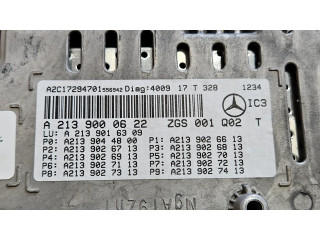 A2C17294701556942 Diag:4009 17 T 328 1234
IC3
A 213 900 06 22 ZGS 001 Q02 T
LU: A 213 901 63 09
P0: A213 904 48 00 P1: A213 902 66 13
P2: A213 902 67 13 P3: A213 902 68 13
P4: A213 902 69 13 P5: A213 902 70 13
P6: A213 902 71 13 P7: A213 902 72 13
P8: A213 902 73 13 P9: A213 902 74 13